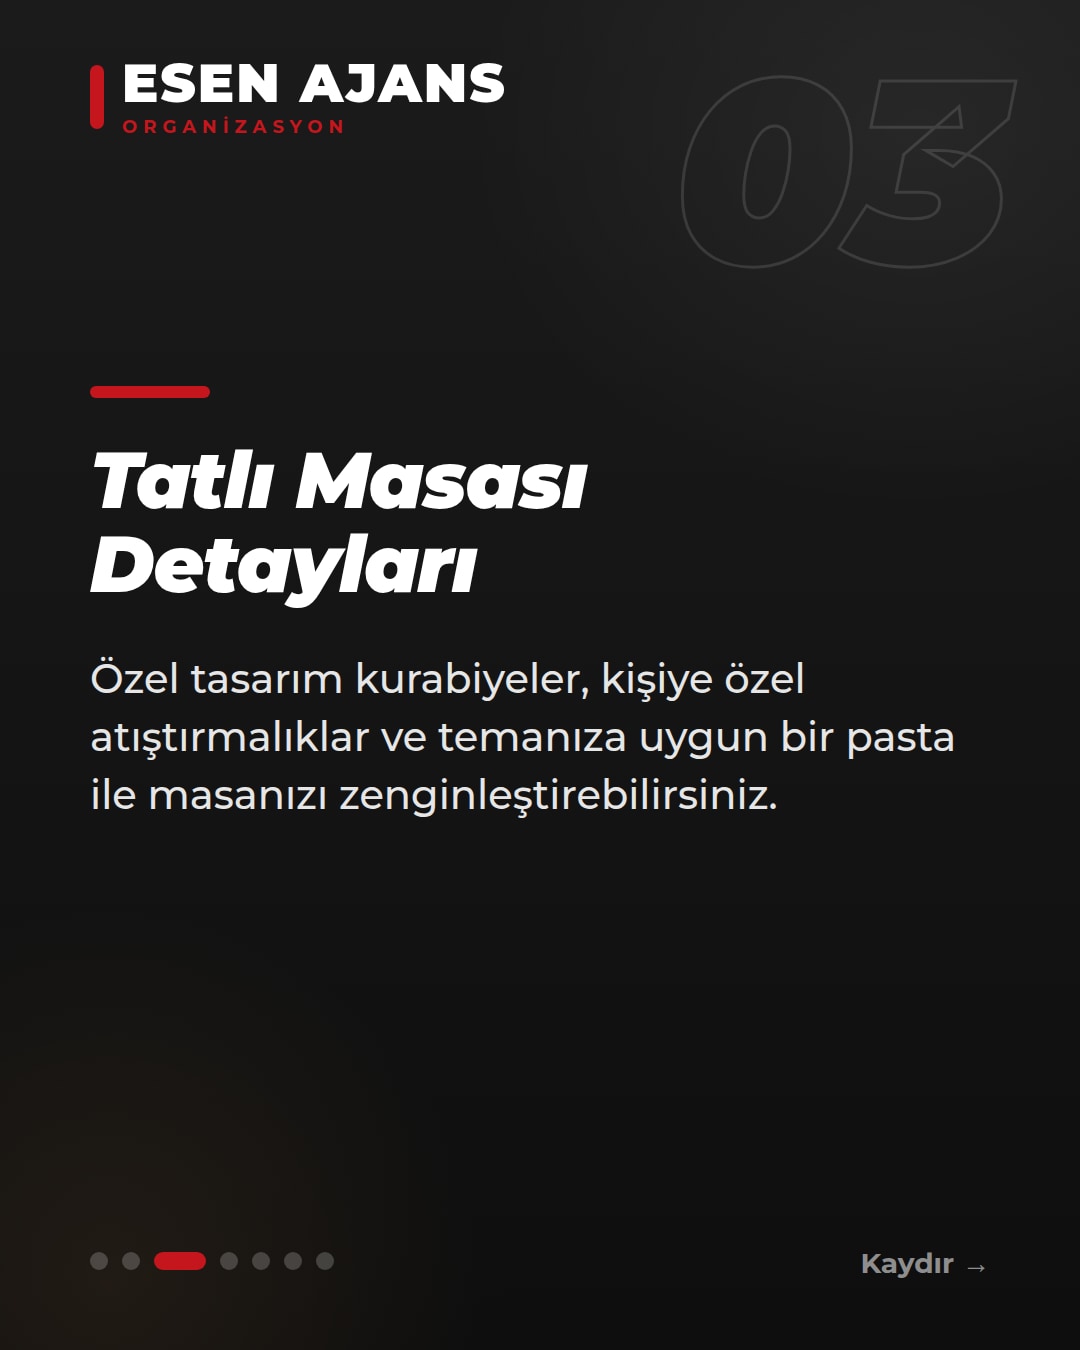 ESEN AJANS
ORGANİZASYON
03
Tatlı Masası
Detayları
Özel tasarım kurabiyeler, kişiye özel
atıştırmalıklar ve temanıza uygun bir pasta
ile masanızı zenginleştirebilirsiniz.
Kaydır →